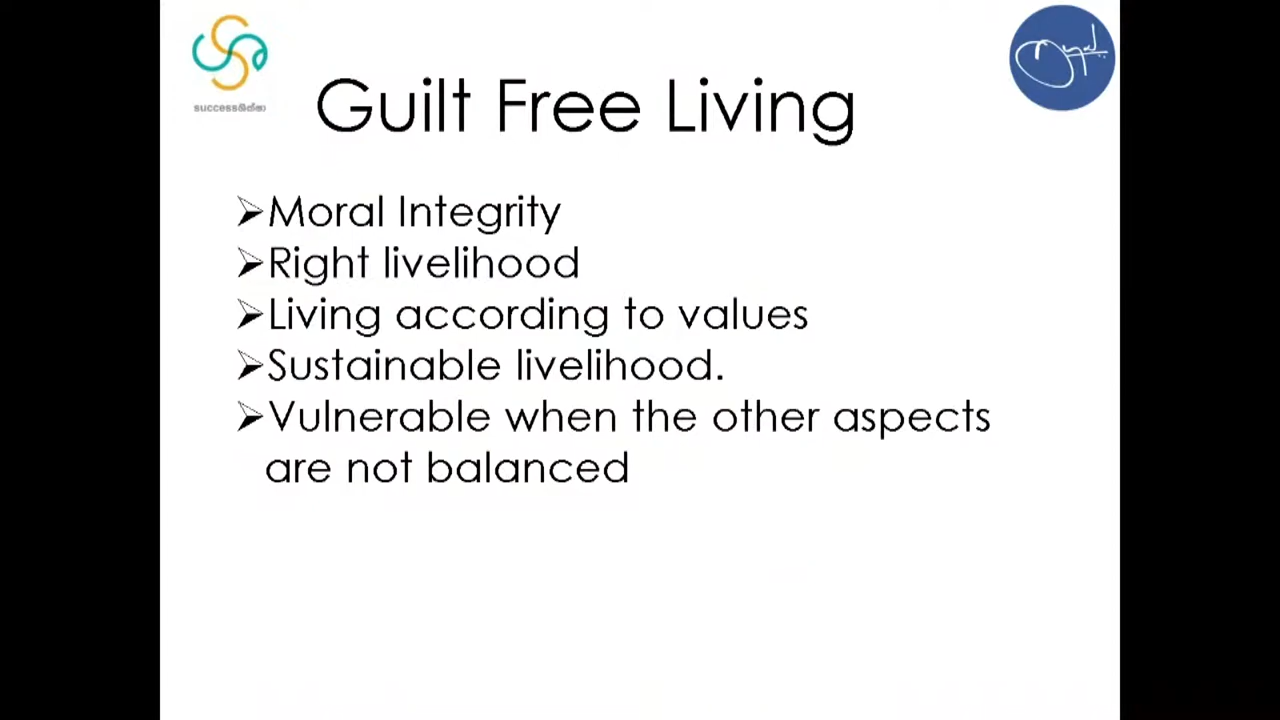 Guilt Free Living
➢Moral Integrity
➢Right livelihood
➢Living according to values
➢Sustainable livelihood.
➢Vulnerable when the other aspects
are not balanced